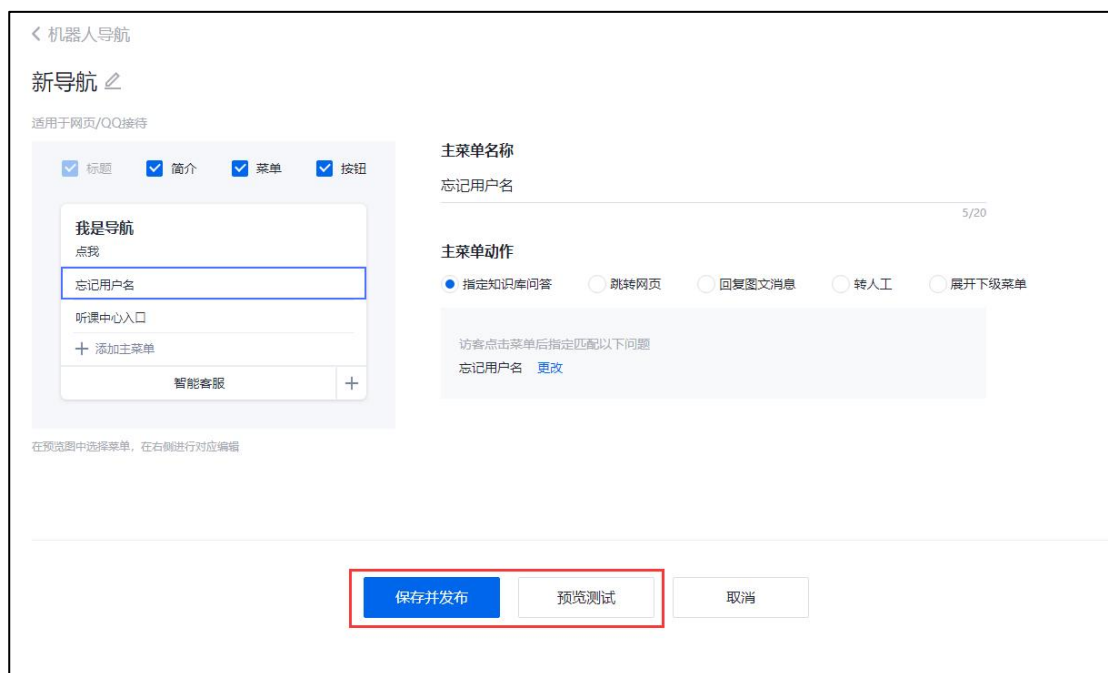 机器人导航
新导航
适用于网页/QQ接待
标题 简介 菜单 按钮
我是导航
点我
忘记用户名
听课中心入口
添加主菜单
智能客服
在预览图中选择菜单，在右侧进行对应编辑
主菜单名称
忘记用户名
5/20
主菜单动作
指定知识库问答 跳转网页 回复图文消息 转人工 展开下级菜单
访客点击菜单后指定匹配以下问题
忘记用户名 更改
保存并发布 预览测试 取消